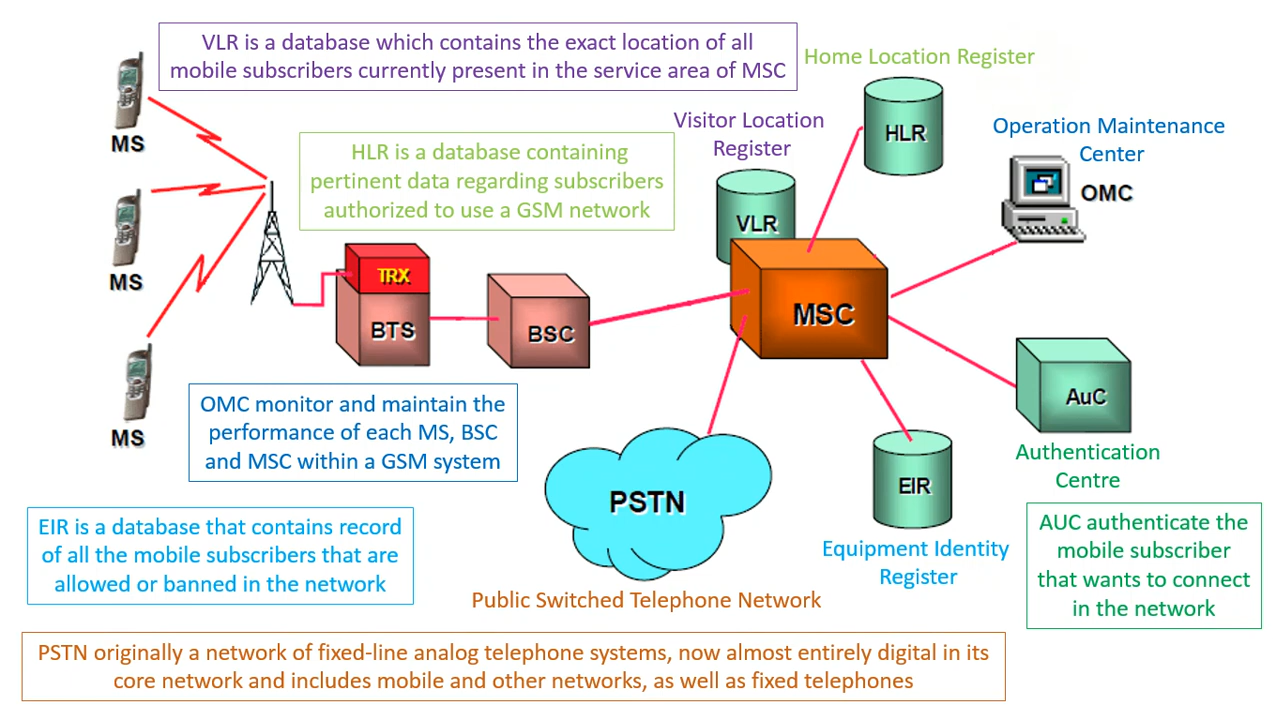 VLR is a database which contains the exact location of all
mobile subscribers currently present in the service area of MSC
Home Location Register
HLR
MS
Visitor Location
Register
Operation Maintenance
Center
OMC
HLR is a database containing
pertinent data regarding subscribers
authorized to use a GSM network
VLR
MS
TRX
BTS
BSC
MSC
MS
OMC monitor and maintain the
performance of each MS, BSC
and MSC within a GSM system
AuC
Authentication
Centre
PSTN
EIR
EIR is a database that contains record
of all the mobile subscribers that are
allowed or banned in the network
Equipment Identity
Register
AUC authenticate the
mobile subscriber
that wants to connect
in the network
Public Switched Telephone Network
PSTN originally a network of fixed-line analog telephone systems, now almost entirely digital in its
core network and includes mobile and other networks, as well as fixed telephones